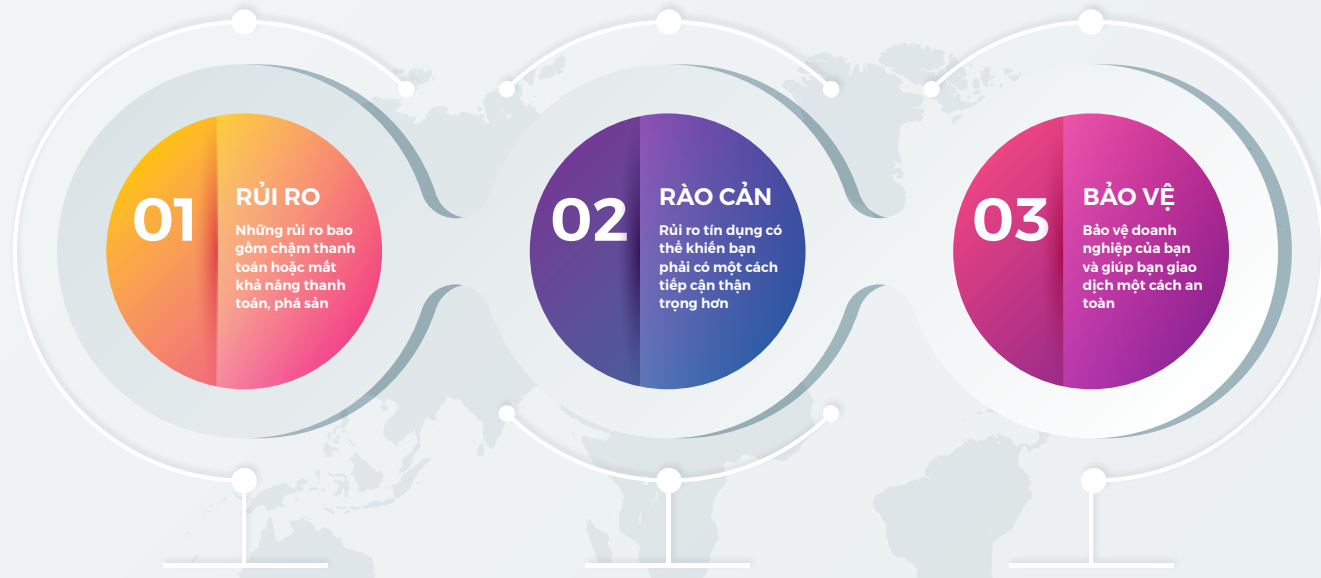 01
RỦI RO
Những rủi ro bao
gồm chậm thanh
toán hoặc mất
khả năng thanh
toán, phá sản
02
RÀO CẢN
Rủi ro tín dụng có
thể khiến bạn
phải có một cách
tiếp cận thận
trọng hơn
03
BẢO VỆ
Bảo vệ doanh
nghiệp của bạn
và giúp bạn giao
dịch một cách an
toàn